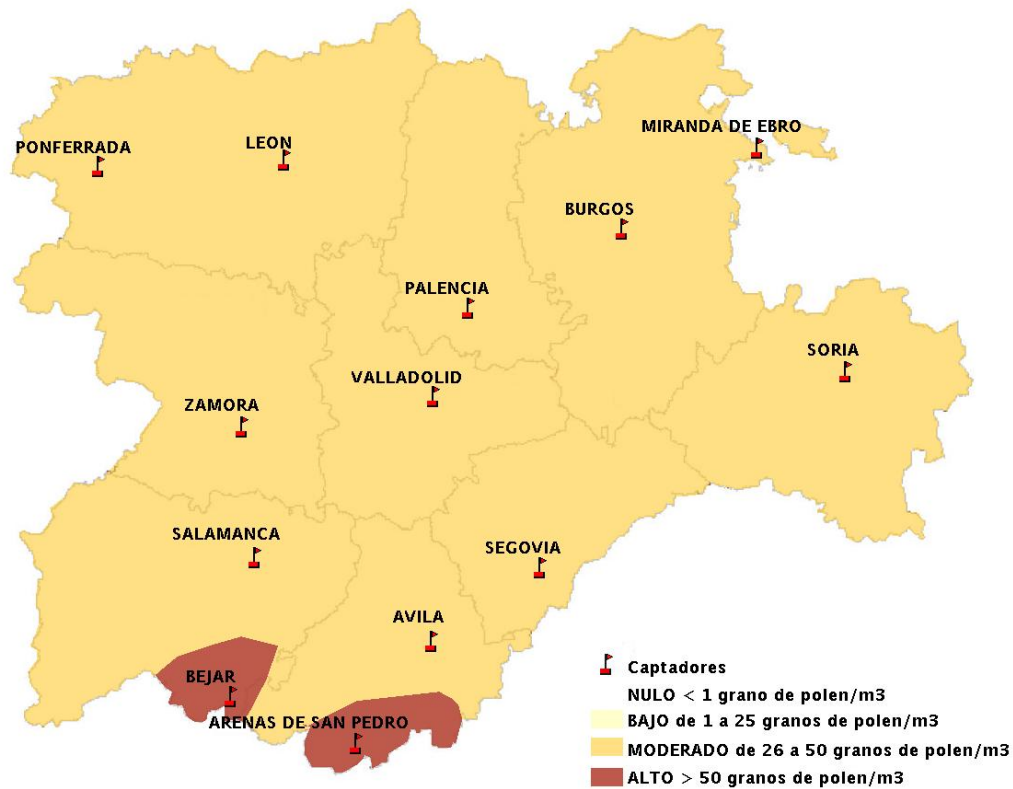 MIRANDA DE EBRO
PONFERRADA
LEON
BURGOS
PALENCIA
SORIA
VALLADOLID
ZAMORA
SALAMANCA
SEGOVIA
AVILA
BEJAR
ARENAS DE SAN PEDRO
Captadores
NULO < 1 grano de polen/m3
BAJO de 1 a 25 granos de polen/m3
MODERADO de 26 a 50 granos de polen/m3
ALTO > 50 granos de polen/m3